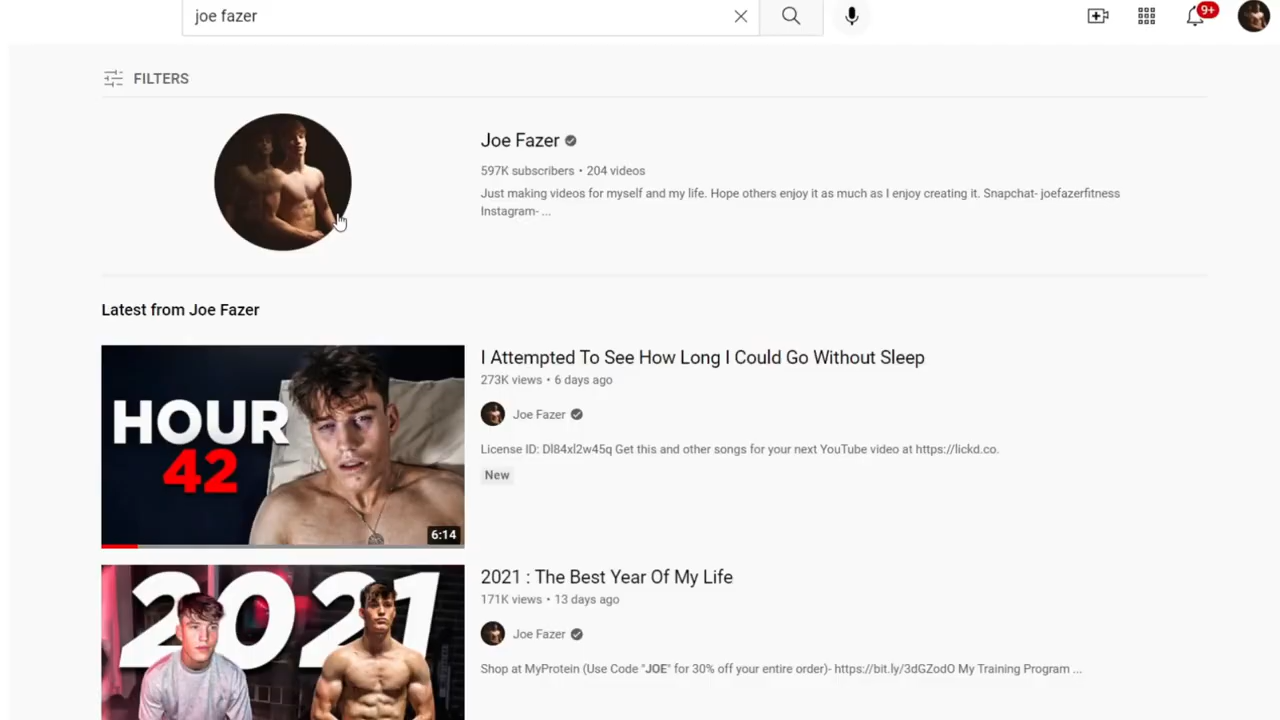 joe fazer
9+
FILTERS
Joe Fazer
597K subscribers • 204 videos
Just making videos for myself and my life. Hope others enjoy it as much as I enjoy creating it. Snapchat- joefazerfitness
Instagram- ...
Latest from Joe Fazer
HOUR
42
6:14
I Attempted To See How Long I Could Go Without Sleep
273K views • 6 days ago
Joe Fazer
License ID: Dl84xl2w45q Get this and other songs for your next YouTube video at https://lickd.co.
New
2021
2021 : The Best Year Of My Life
171K views • 13 days ago
Joe Fazer
Shop at MyProtein (Use Code "JOE" for 30% off your entire order)- https://bit.ly/3dGZodO My Training Program ...